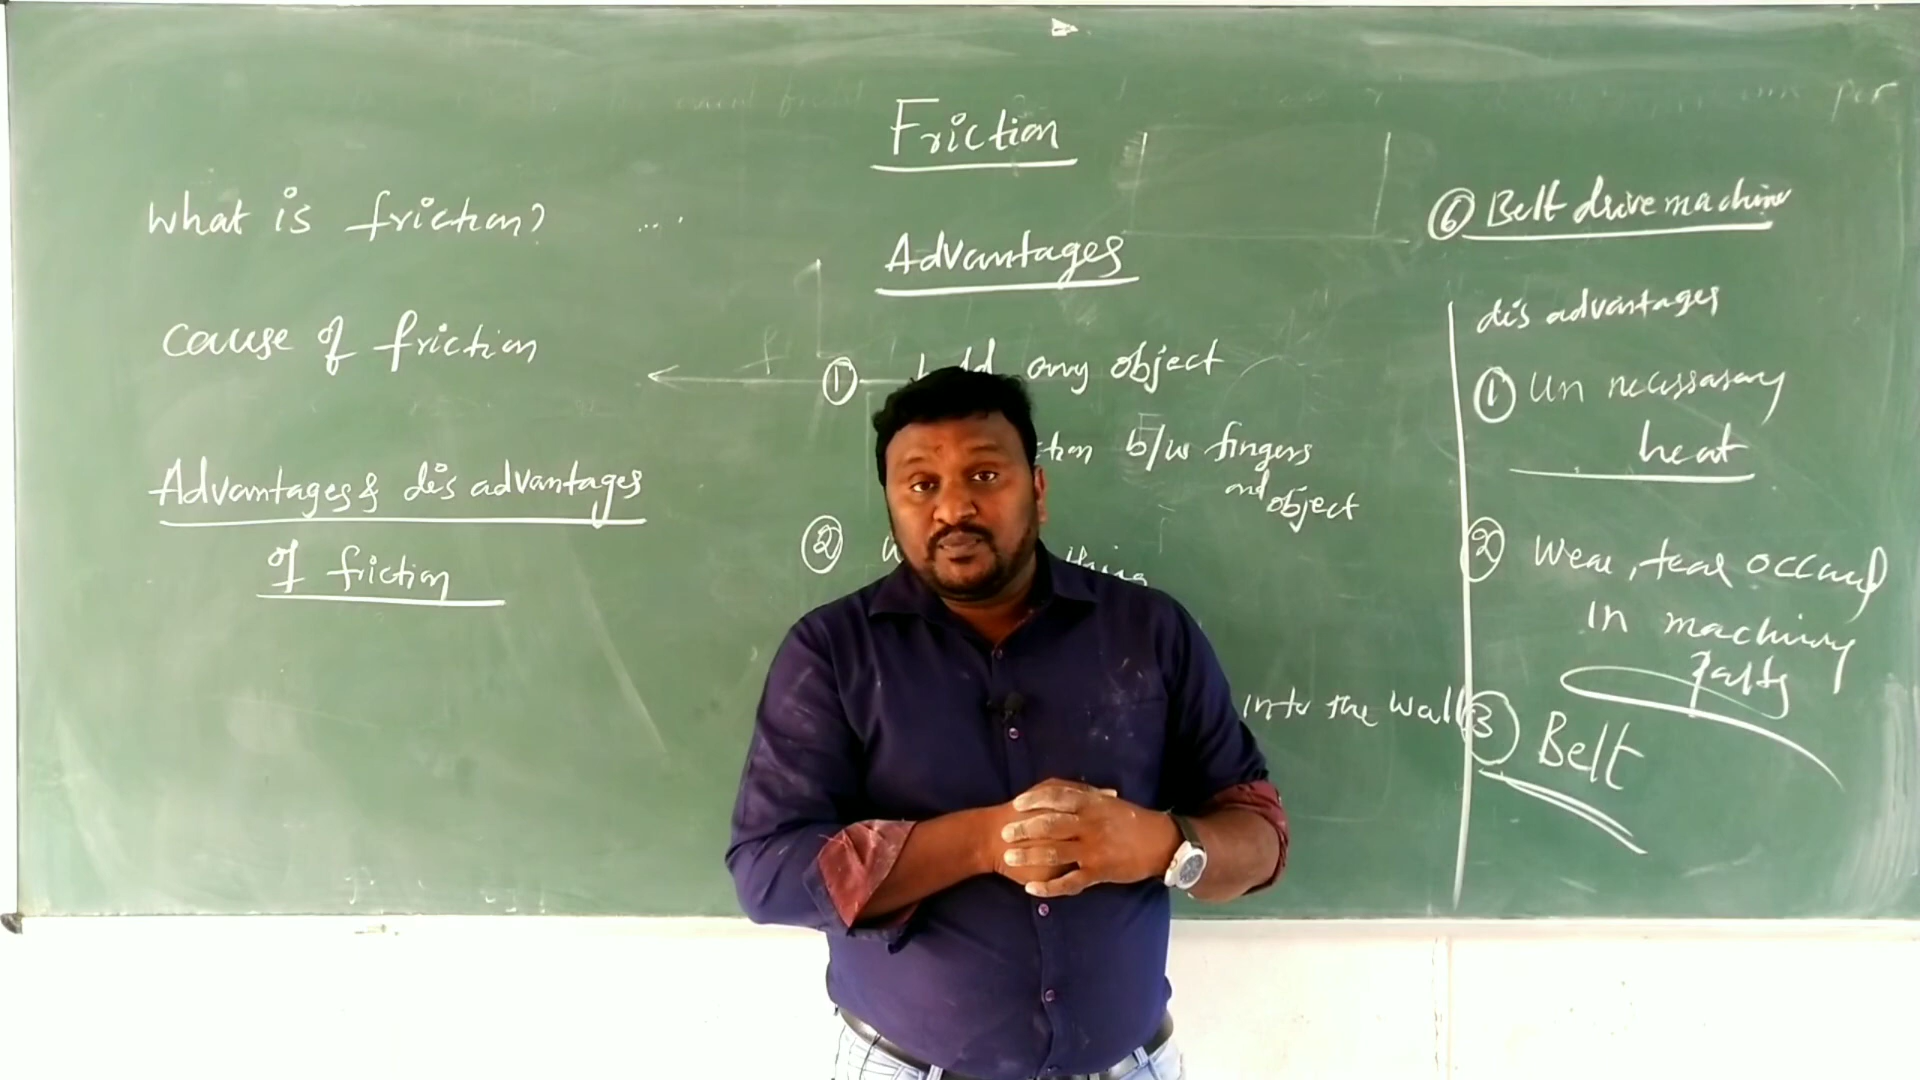 Friction
What is friction?
Cause of friction
Advantages & dis advantages
of friction
Advantages
① hold any object
b/w fingers
and
object
②
into the wall
⑥ Belt drive machine
dis advantages
① Un necessasary
heat
② Wear, tear occured
in machinery
parts
③ Belt